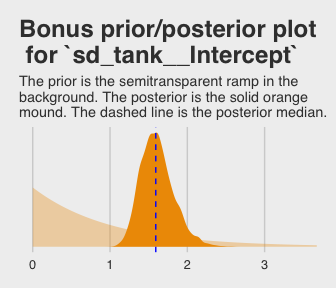 Bonus prior/posterior plot
for `sd_tank__Intercept`
The prior is the semitransparent ramp in the
background. The posterior is the solid orange
mound. The dashed line is the posterior median.
0 1 2 3